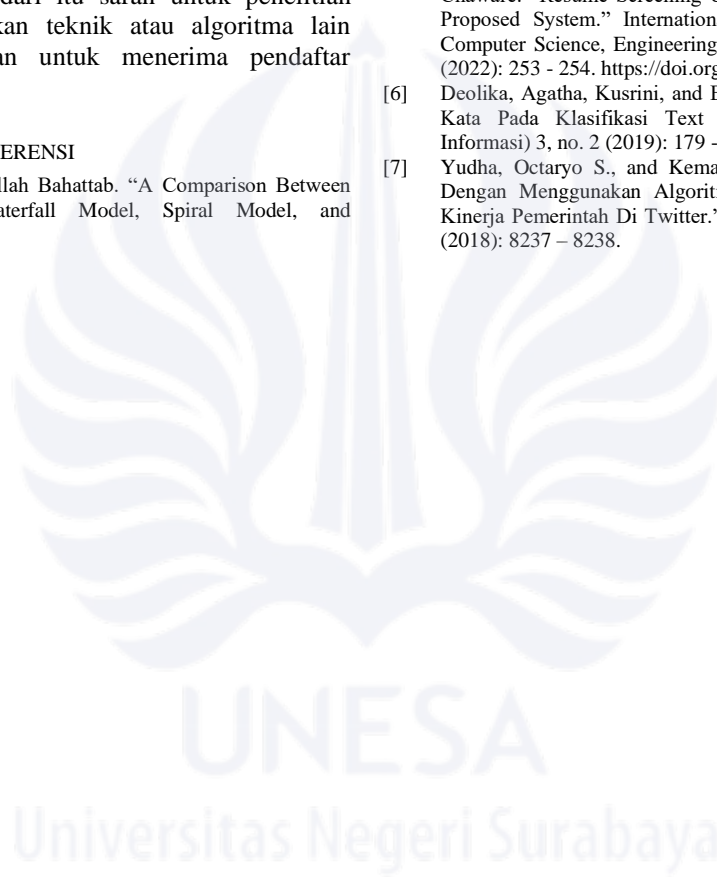 dari itu saran untuk penelitian
kan teknik atau algoritma lain
an untuk menerima pendaftar
ERENSI
llah Bahattab. “A Comparison Between
aterfall Model, Spiral Model, and
Proposed System.” Internation
Computer Science, Engineering
(2022): 253 - 254. https://doi.org
[6] Deolika, Agatha, Kusrini, and E
Kata Pada Klasifikasi Text
Informasi) 3, no. 2 (2019): 179 -
[7] Yudha, Octaryo S., and Kema
Dengan Menggunakan Algorit
Kinerja Pemerintah Di Twitter.”
(2018): 8237 – 8238.
UNESA
Universitas Negeri Surabaya